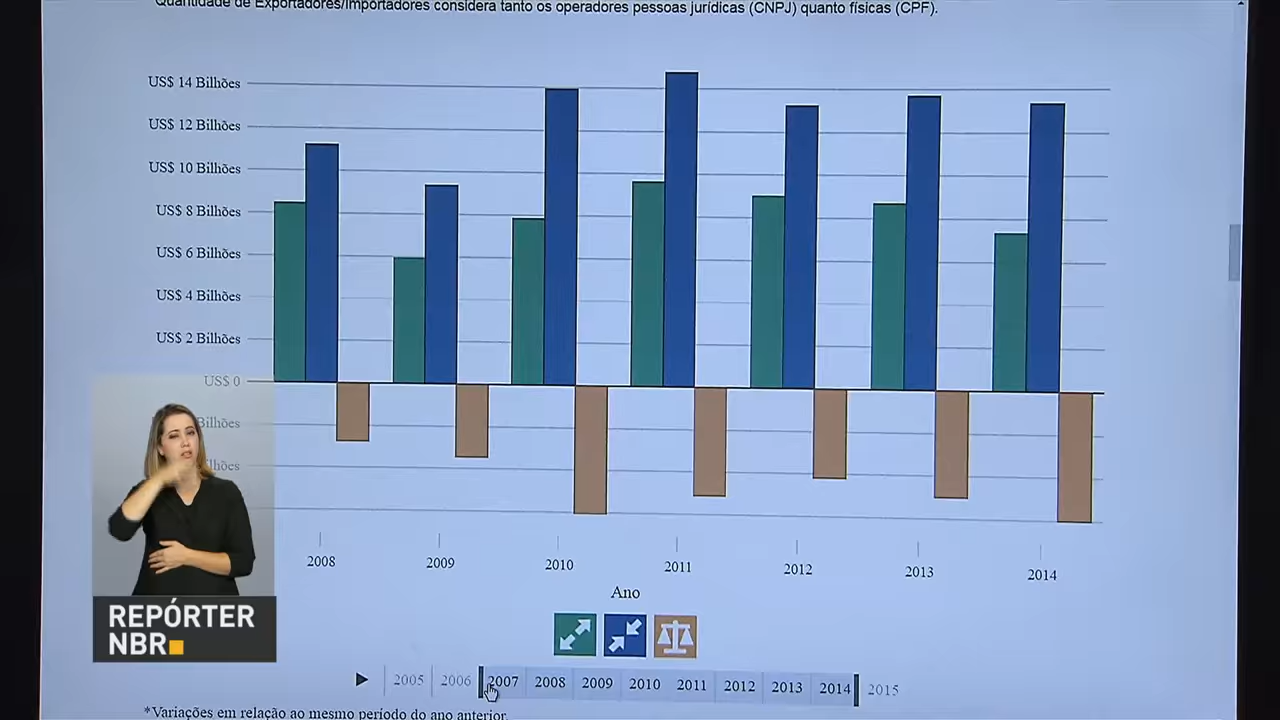 Quantidade de Exportadores/Importadores considera tanto os operadores pessoas jurídicas (CNPJ) quanto físicas (CPF).
US$ 14 Bilhões
US$ 12 Bilhões
US$ 10 Bilhões
US$ 8 Bilhões
US$ 6 Bilhões
US$ 4 Bilhões
US$ 2 Bilhões
US$ 0
Bilhões
2008 2009 2010 2011 2012 2013 2014
Ano
REPÓRTER
NBR
2005 2006 2007 2008 2009 2010 2011 2012 2013 2014 2015
*Variações em relação ao mesmo período do ano anterior.